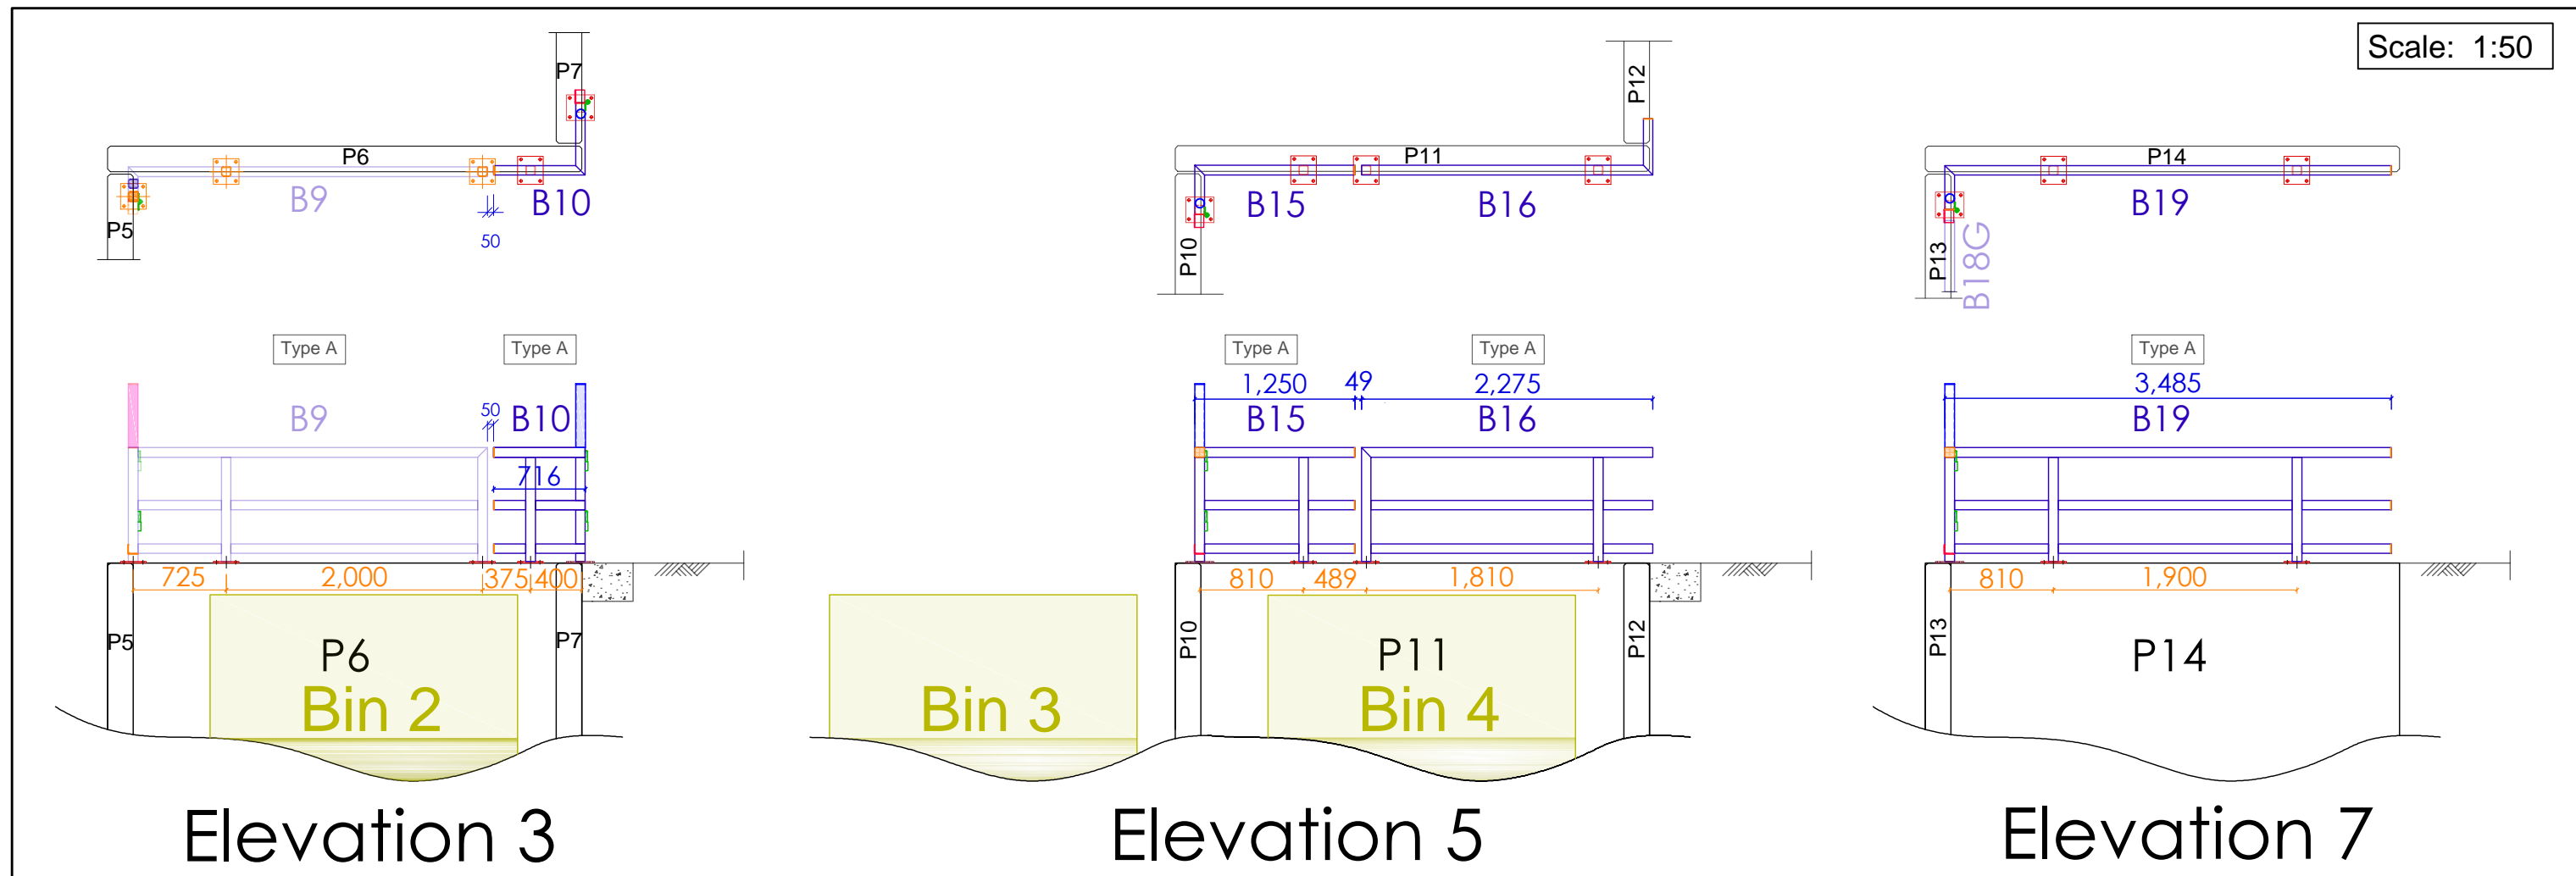 Scale: 1:50
P7
P6
B9
B10
P5
50
Type A
Type A
B9
50
B10
716
725
2,000
375
400
P5
P6
P7
Bin 2
Elevation 3
P12
P11
B15
B16
P10
Type A
Type A
1,250
49
2,275
B15
B16
810
489
1,810
P10
P11
P12
Bin 3
Bin 4
Elevation 5
P14
B19
P13
B18G
Type A
3,485
B19
810
1,900
P13
P14
Elevation 7